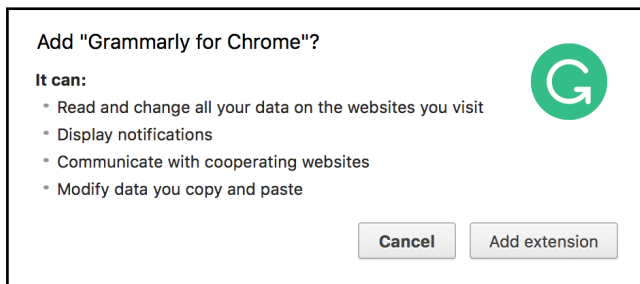 Add "Grammarly for Chrome"?
It can:
Read and change all your data on the websites you visit
Display notifications
Communicate with cooperating websites
Modify data you copy and paste
Cancel
Add extension